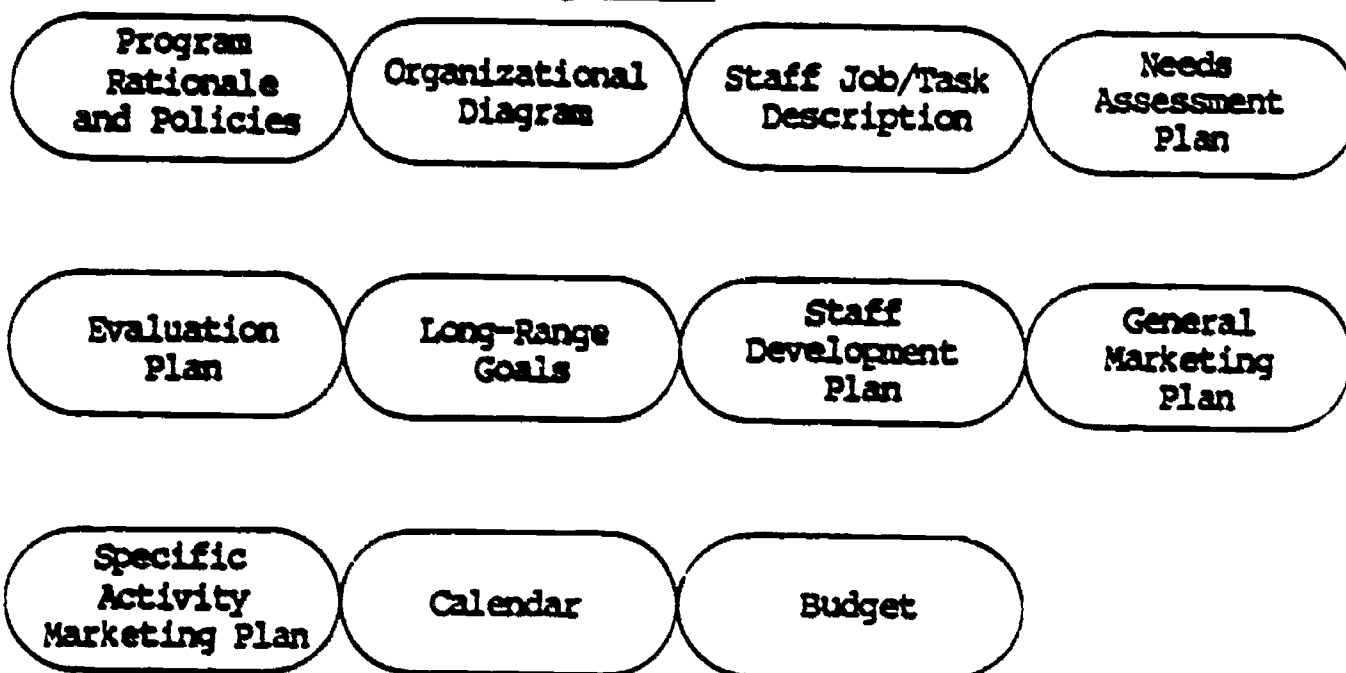 Program
Rationale
and Policies
Organizational
Diagram
Staff Job/Task
Description
Needs
Assessment
Plan
Evaluation
Plan
Long-Range
Goals
Staff
Development
Plan
General
Marketing
Plan
Specific
Activity
Marketing Plan
Calendar
Budget